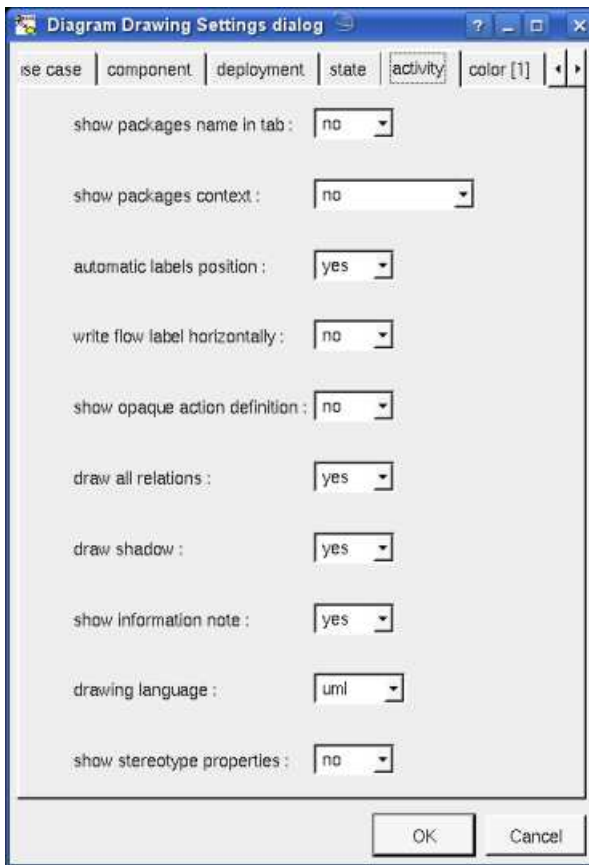 Diagram Drawing Settings dialog
use case component deployment state activity color [1]
show packages name in tab : no
show packages context : no
automatic labels position : yes
write flow label horizontally : no
show opaque action definition : no
draw all relations : yes
draw shadow : yes
show information note : yes
drawing language : uml
show stereotype properties : no
OK Cancel